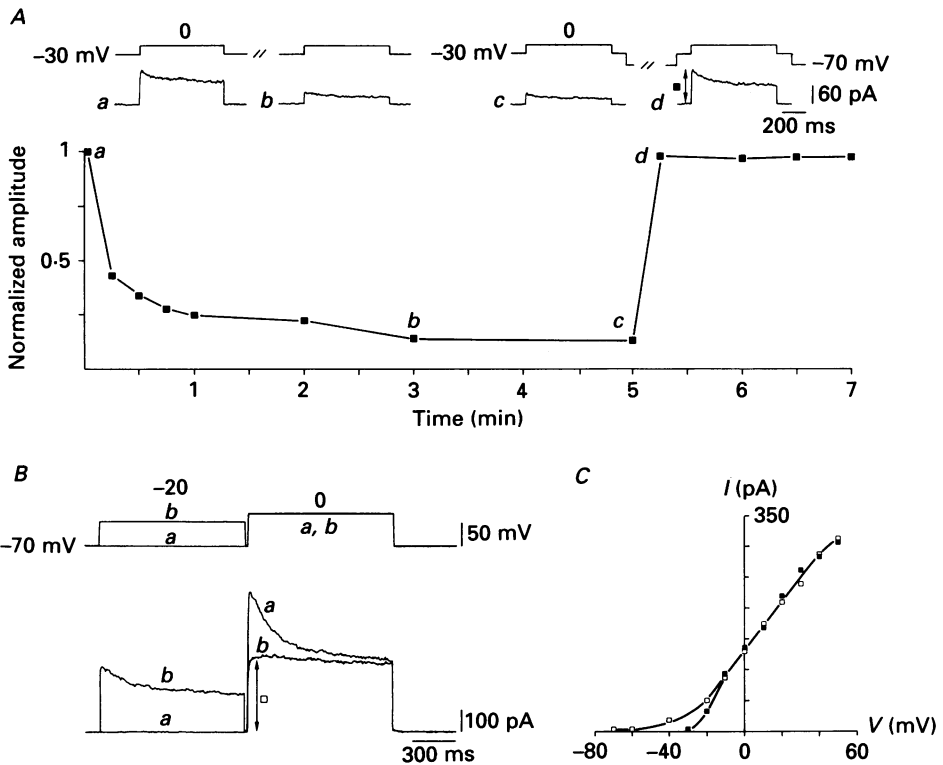 A
0
0
−30 mV
−30 mV
−70 mV
a
b
c
d
60 pA
200 ms
Normalized amplitude
1
0·5
a
b
c
d
1
2
3
4
5
6
7
Time (min)
B
−20
0
b
a
a, b
50 mV
−70 mV
a
b
b
a
100 pA
300 ms
C
I (pA)
350
V (mV)
−80
−40
0
60